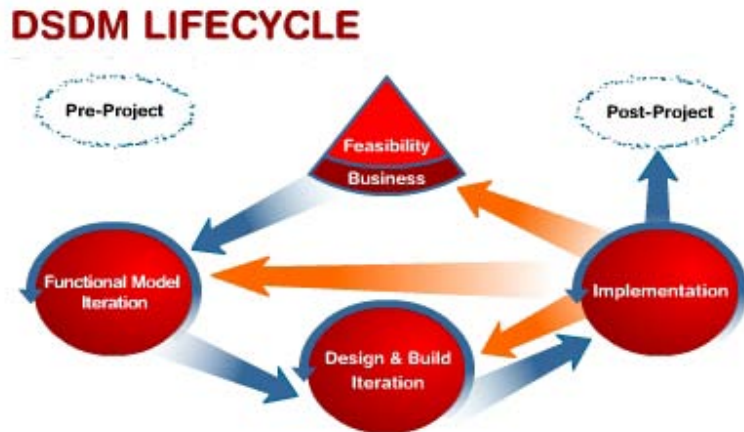 DSDM LIFECYCLE
Pre-Project
Post-Project
Feasibility
Business
Functional Model
Iteration
Implementation
Design & Build
Iteration